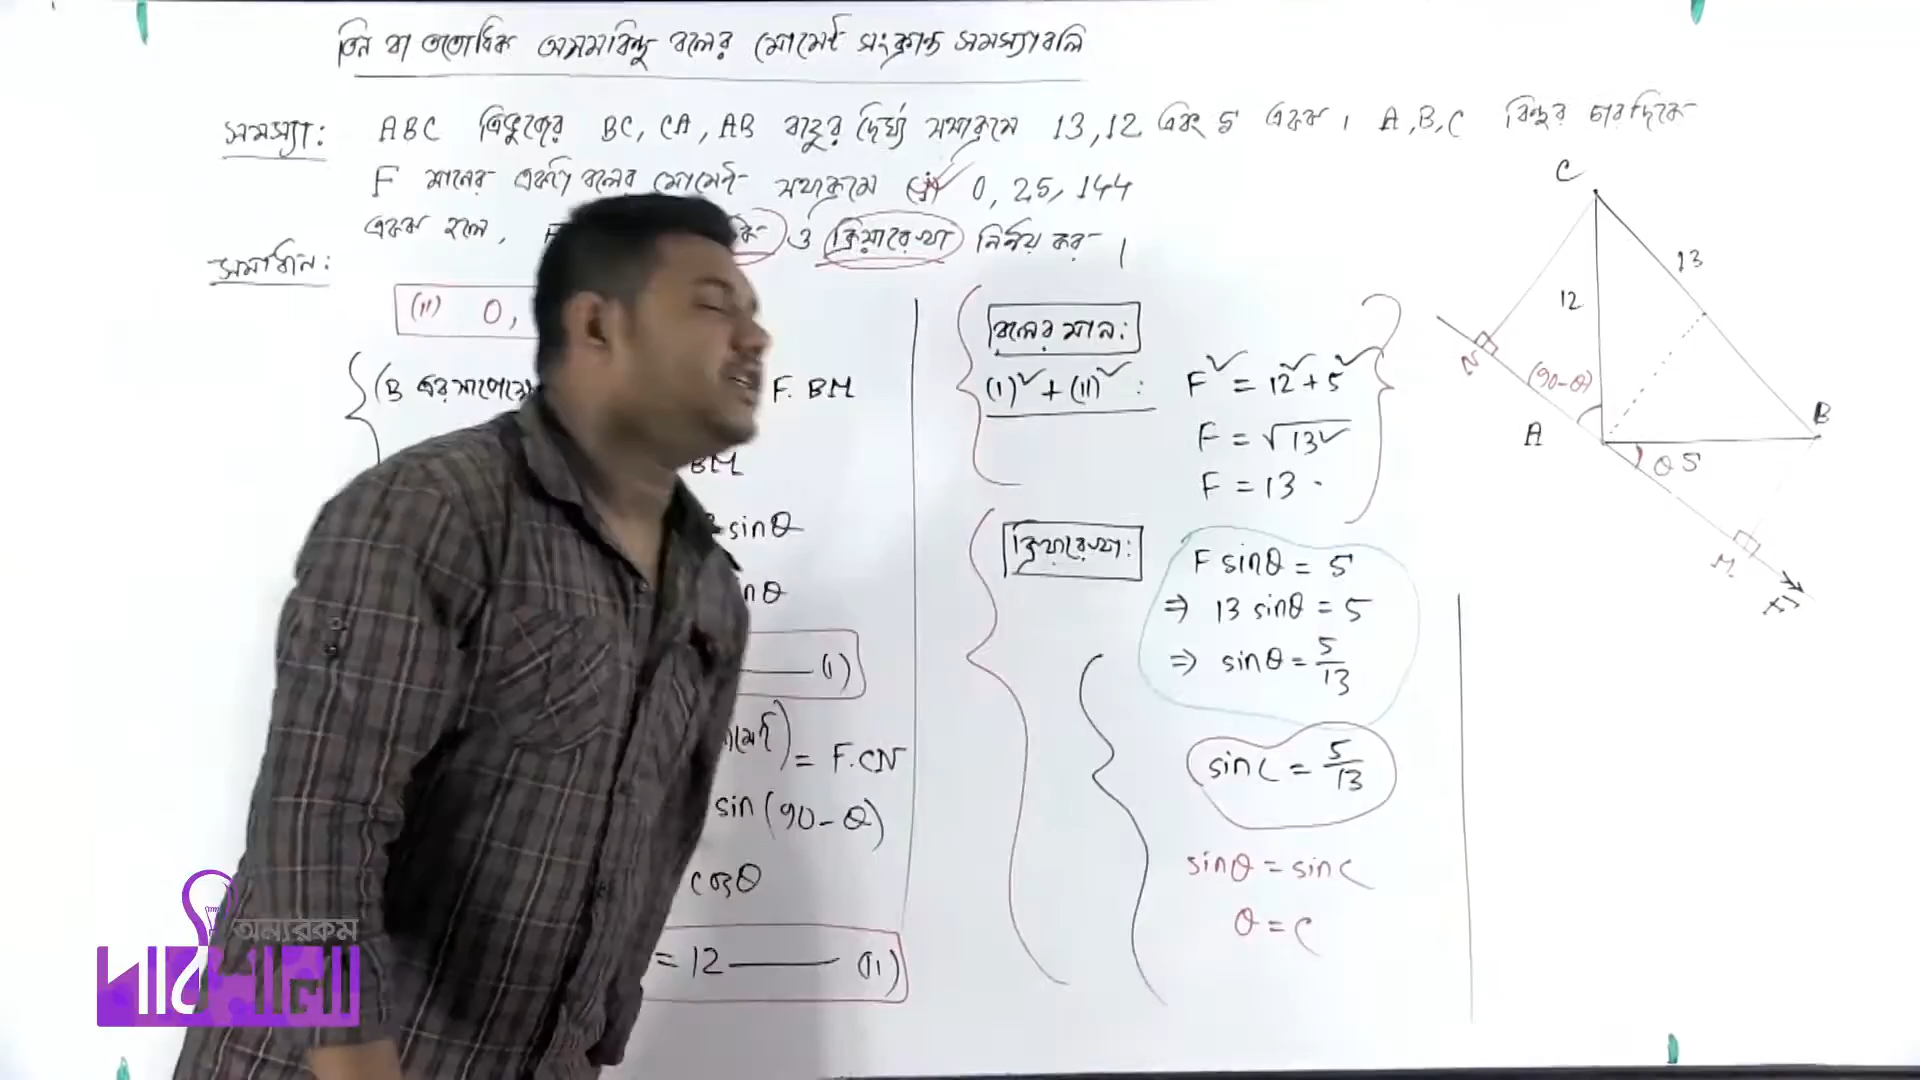 তিন বা ততোধিক অসমবিন্দু বলের মোমেন্ট সংক্রান্ত সমস্যাবলি
সমস্যা: ABC ত্রিভুজের BC, CA, AB বাহুর দৈর্ঘ্য যথাক্রমে 13, 12 এবং 5 একক । A, B, C বিন্দুর চারদিকে
F মানের একটি বলের মোমেন্ট যথাক্রমে 0, 25, 144
একক হলে, ও ক্রিয়ারেখা নির্ণয় কর ।
সমাধান:
(II) 0,
(B এর সাপেক্ষে F. BM
BM
sinθ
nθ
(I)
= F.CN
sin(90-θ)
cosθ
= 12 (II)
বলের মান:
(I)² + (II)² : F² = 12² + 5²
F = √13²
F = 13
ক্রিয়ারেখা:
F sinθ = 5
⇒ 13 sinθ = 5
⇒ sinθ = 5/13
sinC = 5/13
sinθ = sinC
θ = C
C
13
12
N
(90-θ)
A
B
θ 5
M
F
অন্যরকম
পাঠশালা